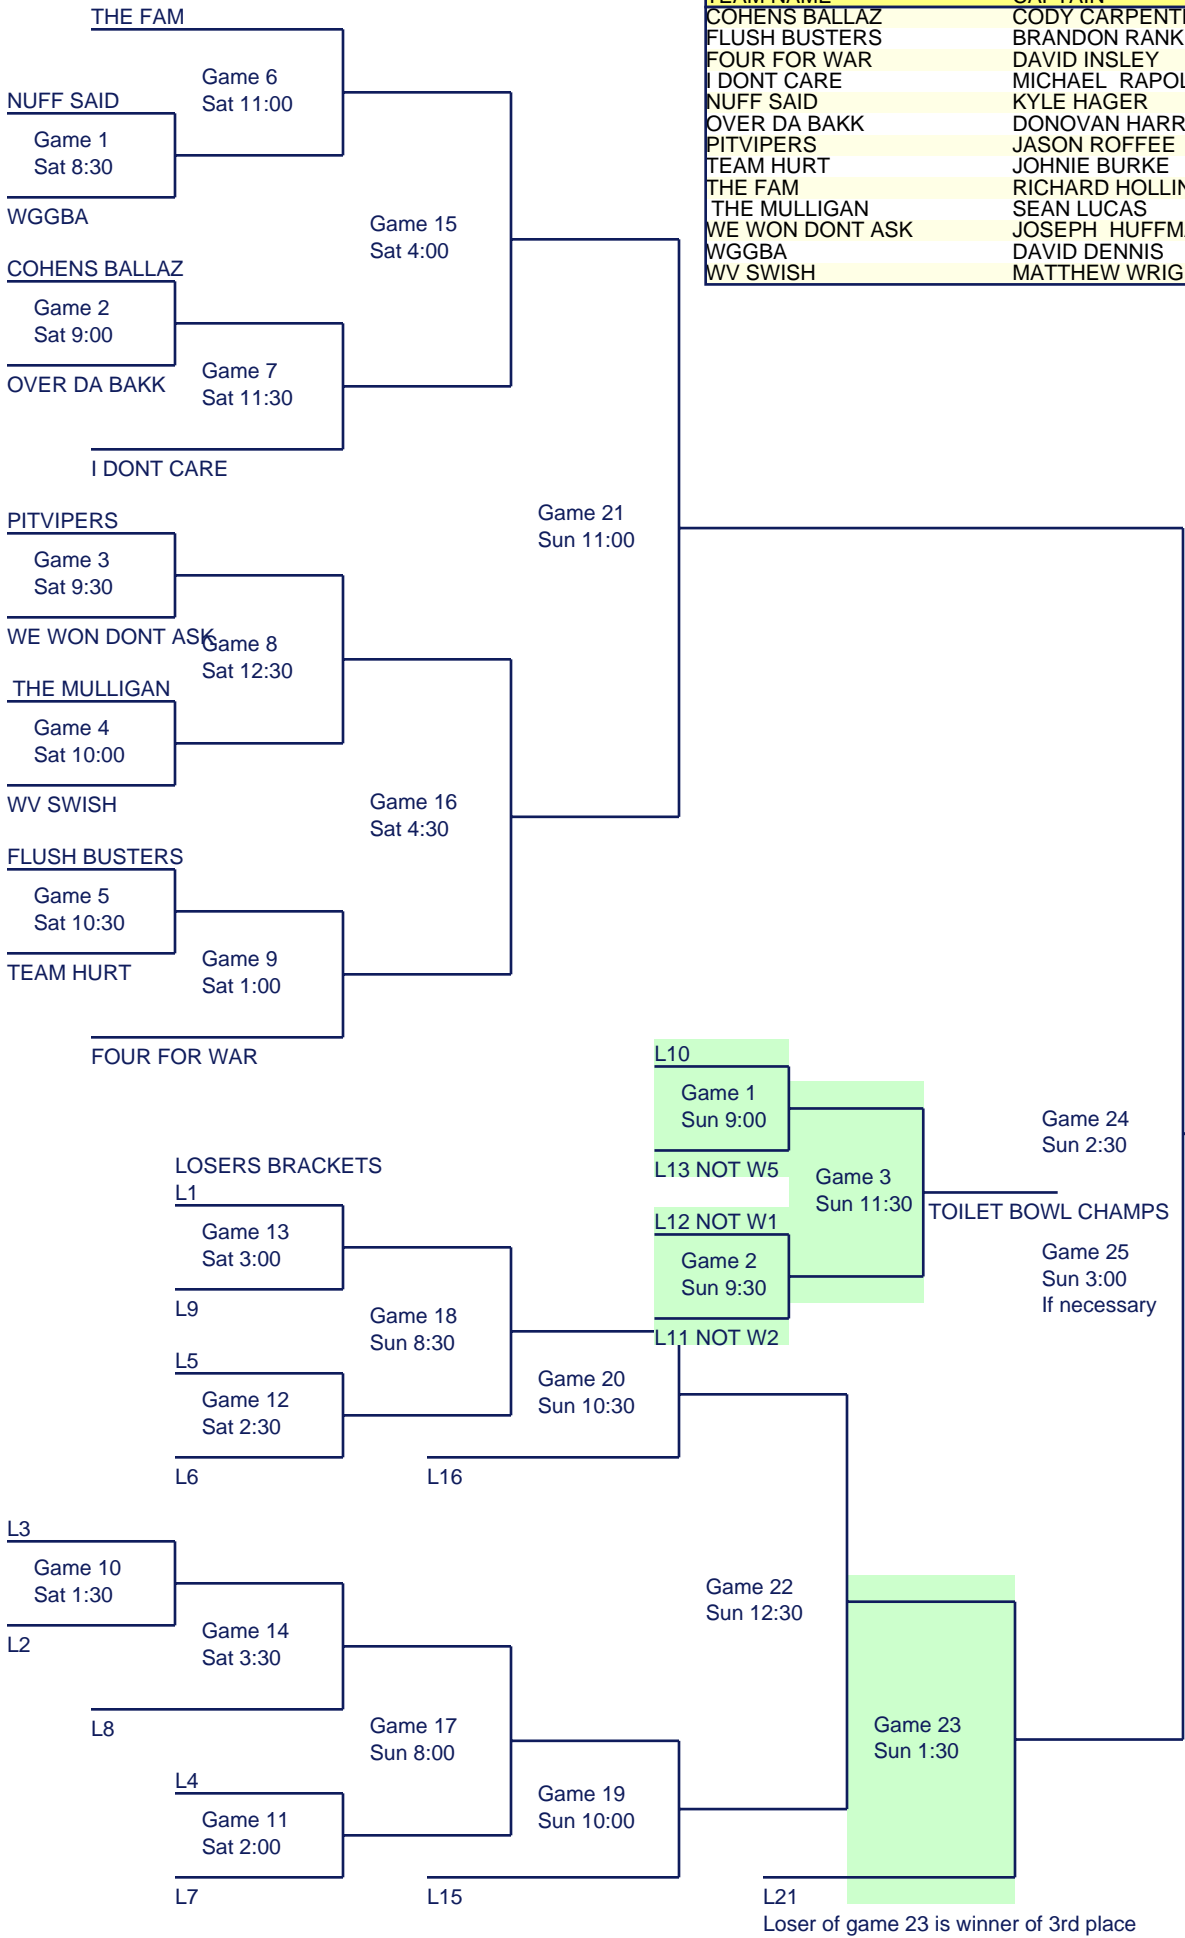 THE FAM
Game 6
Sat 11:00
NUFF SAID
Game 1
Sat 8:30
WGGBA
Game 15
Sat 4:00
COHENS BALLAZ
Game 2
Sat 9:00
OVER DA BAKK
Game 7
Sat 11:30
I DONT CARE
COHENS BALLAZ
FLUSH BUSTERS BRANDON RANK
FOUR FOR WAR DAVID INSLEY
I DONT CARE MICHAEL
NUFF SAID KYLE HAGER
OVER DA BAKK DONOVAN
PITVIPERS JASON ROFFEE
TEAM HURT JOHNIE BURKE
THE FAM RICHARD
THE MULLIGAN SEAN LUCAS
WE WON DONT ASK JOSEPH
WGGBA DAVID DENNIS
WV SWISH MATTHEW
Game 21
Sun 11:00
PITVIPERS
Game 3
Sat 9:30
WE WON DONT ASK
Game 8
Sat 12:30
THE MULLIGAN
Game 4
Sat 10:00
WV SWISH
Game 16
Sat 4:30
FLUSH BUSTERS
Game 5
Sat 10:30
TEAM HURT
Game 9
Sat 1:00
FOUR FOR WAR
L10
Game 1
Sun 9:00
L13 NOT W5
Game 3
Sun 11:30
L12 NOT W1
Game 2
Sun 9:30
L11 NOT W2
TOILET BOWL CHAMPS
Game 24
Sun 2:30
Game 25
Sun 3:00
If necessary
LOSERS BRACKETS
L1
Game 13
Sat 3:00
L9
Game 18
Sun 8:30
L5
Game 12
Sat 2:30
L6
Game 20
Sun 10:30
L16
L3
Game 10
Sat 1:30
L2
Game 14
Sat 3:30
L8
Game 17
Sun 8:00
L4
Game 11
Sat 2:00
L7
Game 19
Sun 10:00
L15
Game 22
Sun 12:30
Game 23
Sun 1:30
L21
Loser of game 23 is winner of 3rd place